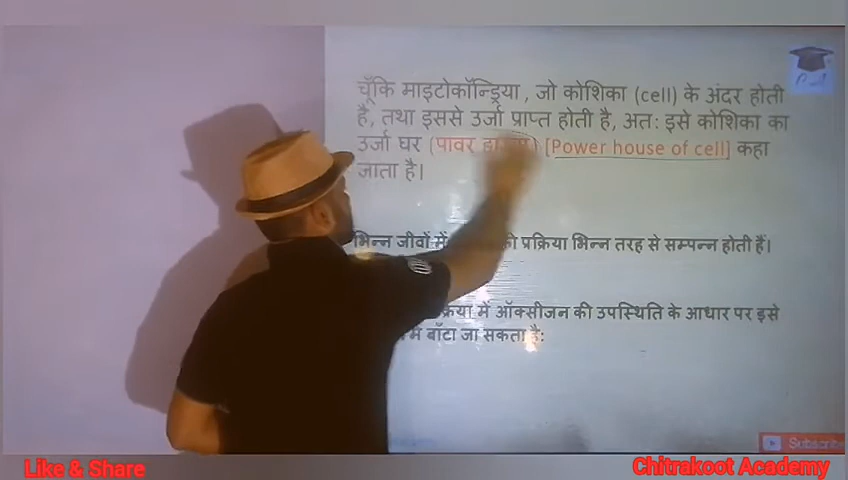 चूँकि माइटोकॉन्ड्रिया, जो कोशिका (cell) के अंदर होती
है, तथा इससे उर्जा प्राप्त होती है, अतः इसे कोशिका का
उर्जा घर (पावर [Power house of cell] कहा
जाता है।
भिन्न जीवों में की प्रक्रिया भिन्न तरह से सम्पन्न होती हैं।
में ऑक्सीजन की उपस्थिति के आधार पर इसे
में बाँटा जा सकता है:
Subscribe
Like & Share
Chitrakoot Academy